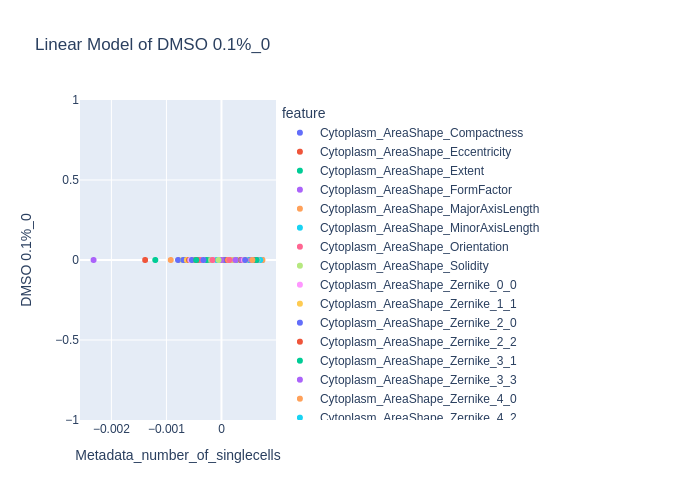 Linear Model of DMSO 0.1%_0
feature
Cytoplasm_AreaShape_Compactness
Cytoplasm_AreaShape_Eccentricity
Cytoplasm_AreaShape_Extent
Cytoplasm_AreaShape_FormFactor
Cytoplasm_AreaShape_MajorAxisLength
Cytoplasm_AreaShape_MinorAxisLength
Cytoplasm_AreaShape_Orientation
Cytoplasm_AreaShape_Solidity
Cytoplasm_AreaShape_Zernike_0_0
Cytoplasm_AreaShape_Zernike_1_1
Cytoplasm_AreaShape_Zernike_2_0
Cytoplasm_AreaShape_Zernike_2_2
Cytoplasm_AreaShape_Zernike_3_1
Cytoplasm_AreaShape_Zernike_3_3
Cytoplasm_AreaShape_Zernike_4_0
Cytoplasm_AreaShape_Zernike_4_2
1
0.5
0
−0.5
−1
DMSO 0.1%_0
−0.002 −0.001 0
Metadata_number_of_singlecells